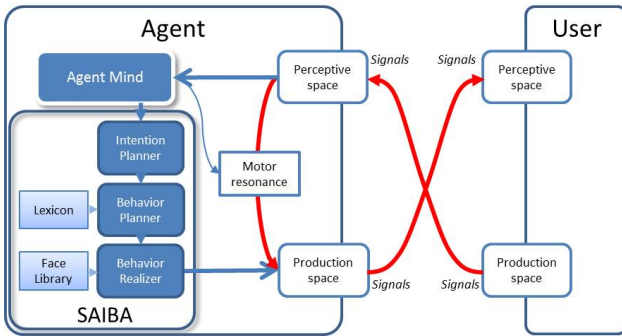 Agent
User
Agent Mind
Perceptive
space
Signals
Signals
Perceptive
space
Intention
Planner
Motor
resonance
Lexicon
Behavior
Planner
Face
Library
Behavior
Realizer
Production
space
Signals
Signals
Production
space
SAIBA